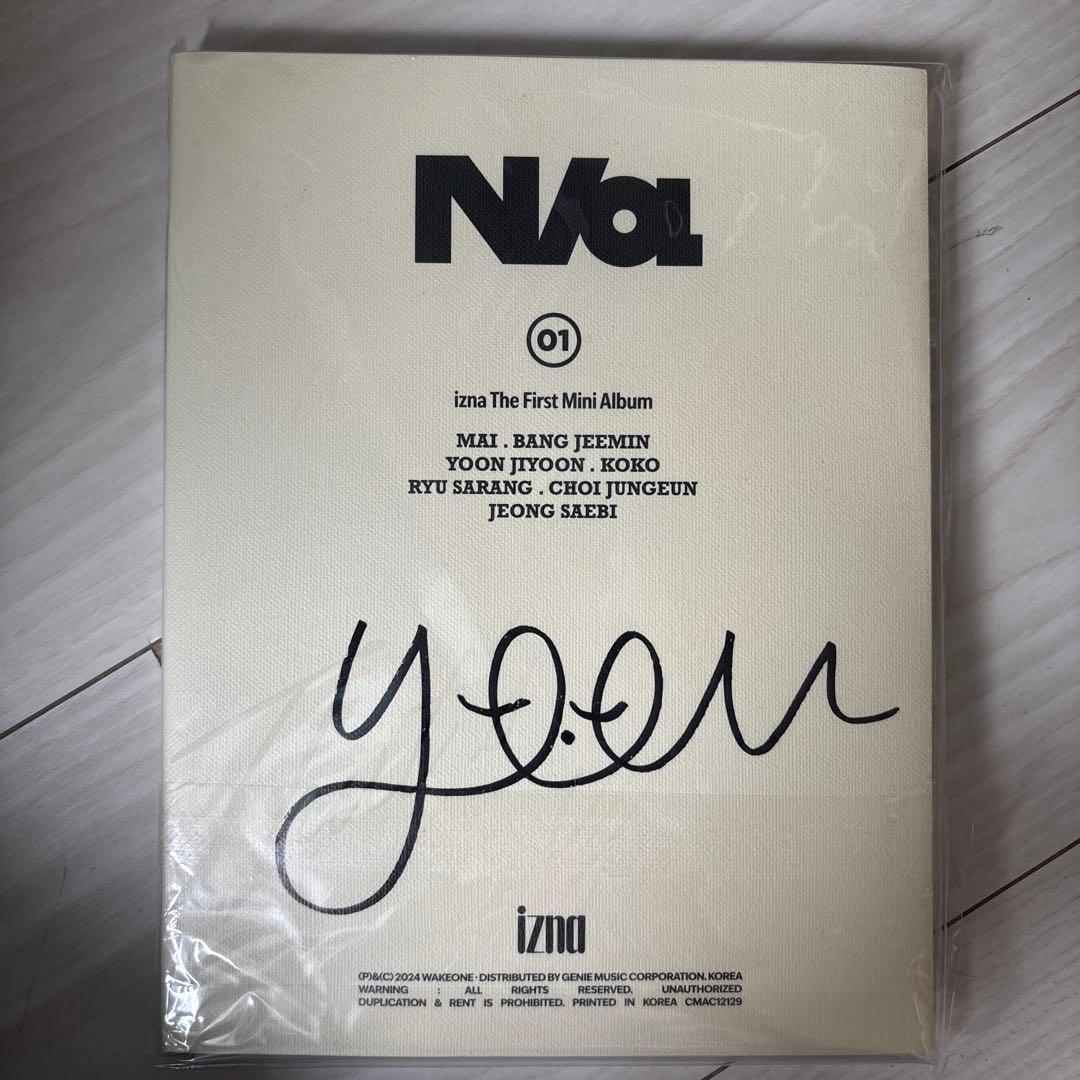 N/a
01
izna The First Mini Album
MAI . BANG JEEMIN
YOON JIYOON . KOKO
RYU SARANG . CHOI JUNGEUN
JEONG SAEBI
yoon
izna
(P)&(C) 2024 WAKEONE · DISTRIBUTED BY GENIE MUSIC CORPORATION. KOREA
WARNING : ALL RIGHTS RESERVED. UNAUTHORIZED
DUPLICATION & RENT IS PROHIBITED. PRINTED IN KOREA CMAC12129